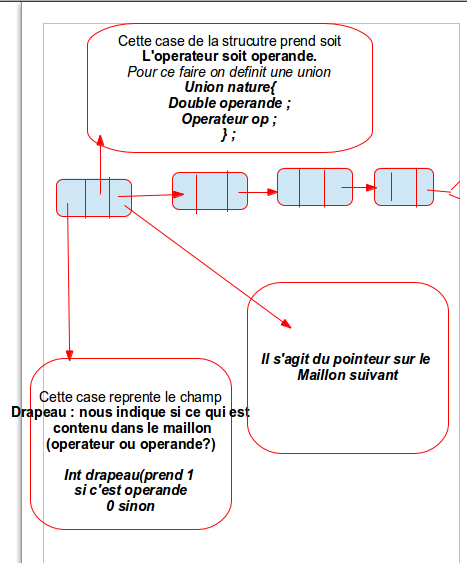 Cette case de la strucutre prend soit
L'operateur soit operande.
Pour ce faire on definit une union
Union nature{
Double operande ;
Operateur op ;
} ;
Il s'agit du pointeur sur le
Maillon suivant
Cette case reprente le champ
Drapeau : nous indique si ce qui est
contenu dans le maillon
(operateur ou operande?)
Int drapeau(prend 1
si c'est operande
0 sinon